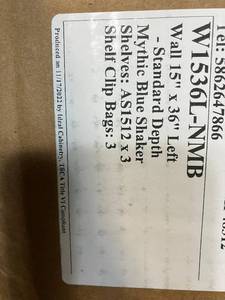 Tel: 5862647866
W1536L-NMB
Wall 15" x 36" Left
- Standard Depth
Mythic Blue Shaker
Shelves: AS1512 x 3
Shelf Clip Bags: 3
Produced on 11/17/2022 by Ideal Cabinetry, TSCA Title VI Compliant